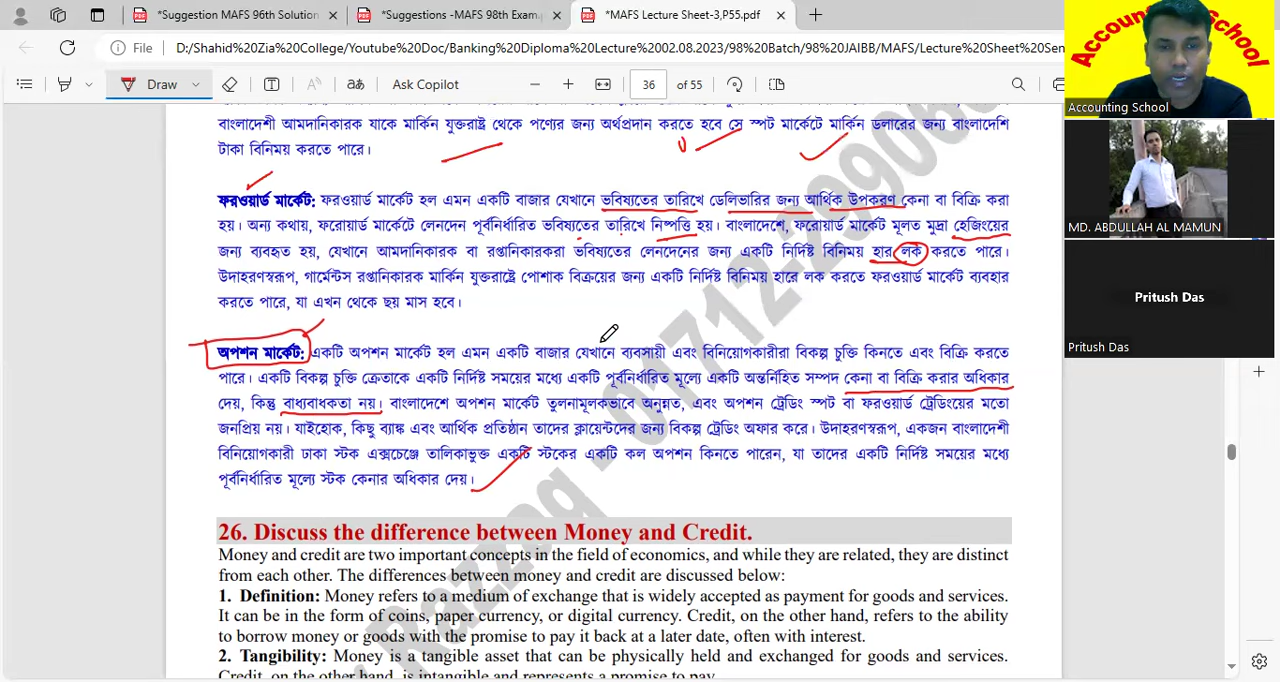 *Suggestion MAFS 96th Solution
*Suggestions -MAFS 98th Exam.p
*MAFS Lecture Sheet-3,P55.pdf
File
D:/Shahid%20Zia%20College/Youtube%20Doc/Banking%20Diploma%20Lecture%2002.08.2023/98%20Batch/98%20JAIBB/MAFS/Lecture%20Sheet%20Sen
Draw
Ask Copilot
36 of 55
বাংলাদেশী আমদানিকারক যাকে মার্কিন যুক্তরাষ্ট্র থেকে পণ্যের জন্য অর্থপ্রদান করতে হবে সে স্পট মার্কেটে মার্কিন ডলারের জন্য বাংলাদেশি
টাকা বিনিময় করতে পারে।
ফরওয়ার্ড মার্কেট: ফরওয়ার্ড মার্কেট হল এমন একটি বাজার যেখানে ভবিষ্যতের তারিখে ডেলিভারির জন্য আর্থিক উপকরণ কেনা বা বিক্রি করা
হয়। অন্য কথায়, ফরোয়ার্ড মার্কেটে লেনদেন পূর্বনির্ধারিত ভবিষ্যতের তারিখে নিষ্পত্তি হয়। বাংলাদেশে, ফরোয়ার্ড মার্কেট মূলত মুদ্রা হেজিংয়ের
জন্য ব্যবহৃত হয়, যেখানে আমদানিকারক বা রপ্তানিকারকরা ভবিষ্যতের লেনদেনের জন্য একটি নির্দিষ্ট বিনিময় হার লক করতে পারে।
উদাহরণস্বরূপ, গার্মেন্টস রপ্তানিকারক মার্কিন যুক্তরাষ্ট্রে পোশাক বিক্রয়ের জন্য একটি নির্দিষ্ট বিনিময় হারে লক করতে ফরওয়ার্ড মার্কেট ব্যবহার
করতে পারে, যা এখন থেকে ছয় মাস হবে।
অপশন মার্কেট: একটি অপশন মার্কেট হল এমন একটি বাজার যেখানে ব্যবসায়ী এবং বিনিয়োগকারীরা বিকল্প চুক্তি কিনতে এবং বিক্রি করতে
পারে। একটি বিকল্প চুক্তি ক্রেতাকে একটি নির্দিষ্ট সময়ের মধ্যে একটি পূর্বনির্ধারিত মূল্যে একটি অন্তর্নিহিত সম্পদ কেনা বা বিক্রি করার অধিকার
দেয়, কিন্তু বাধ্যবাধকতা নয়। বাংলাদেশে অপশন মার্কেট তুলনামূলকভাবে অনুন্নত, এবং অপশন ট্রেডিং স্পট বা ফরওয়ার্ড ট্রেডিংয়ের মতো
জনপ্রিয় নয়। যাইহোক, কিছু ব্যাঙ্ক এবং আর্থিক প্রতিষ্ঠান তাদের ক্লায়েন্টদের জন্য বিকল্প ট্রেডিং অফার করে। উদাহরণস্বরূপ, একজন বাংলাদেশী
বিনিয়োগকারী ঢাকা স্টক এক্সচেঞ্জে তালিকাভুক্ত একটি স্টকের একটি কল অপশন কিনতে পারেন, যা তাদের একটি নির্দিষ্ট সময়ের মধ্যে
পূর্বনির্ধারিত মূল্যে স্টক কেনার অধিকার দেয়।
26. Discuss the difference between Money and Credit.
Money and credit are two important concepts in the field of economics, and while they are related, they are distinct
from each other. The differences between money and credit are discussed below:
1. Definition: Money refers to a medium of exchange that is widely accepted as payment for goods and services.
It can be in the form of coins, paper currency, or digital currency. Credit, on the other hand, refers to the ability
to borrow money or goods with the promise to pay it back at a later date, often with interest.
2. Tangibility: Money is a tangible asset that can be physically held and exchanged for goods and services.
Credit, on the other hand, is intangible and represents a promise to pay.
Accounting School
Accounting School
MD. ABDULLAH AL MAMUN
Pritush Das
Pritush Das